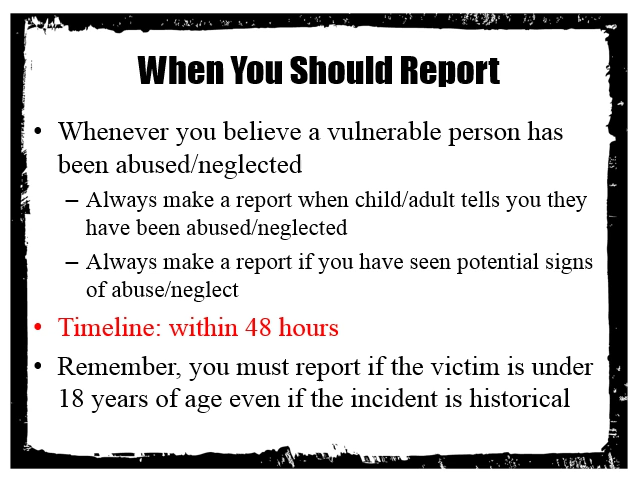 When You Should Report
• Whenever you believe a vulnerable person has
been abused/neglected
– Always make a report when child/adult tells you they
have been abused/neglected
– Always make a report if you have seen potential signs
of abuse/neglect
• Timeline: within 48 hours
• Remember, you must report if the victim is under
18 years of age even if the incident is historical